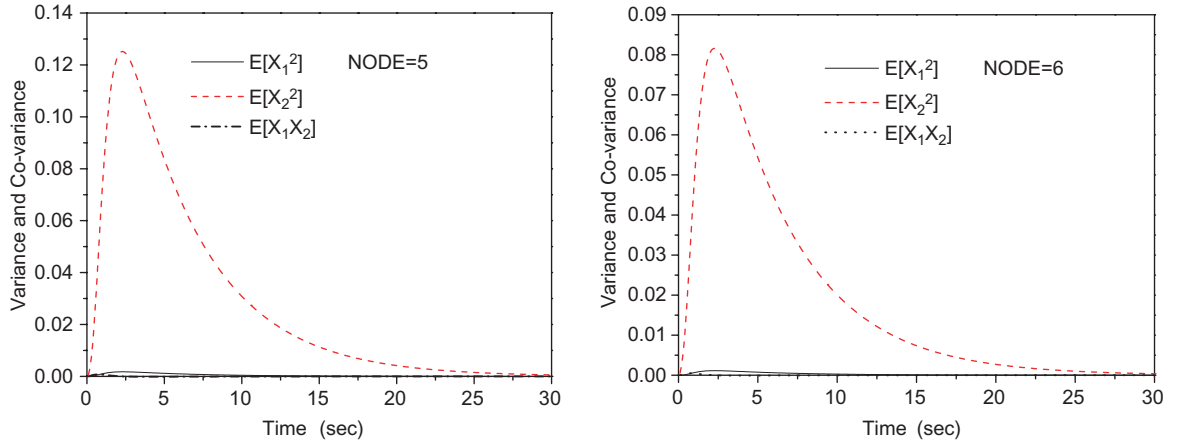 Variance and Co-variance
0.14
0.12
0.10
0.08
0.06
0.04
0.02
0.00
E[X₁²] NODE=5
E[X₂²]
E[X₁X₂]
0 5 10 15 20 25 30
Time (sec)
Variance and Co-variance
0.09
0.08
0.07
0.06
0.05
0.04
0.03
0.02
0.01
0.00
E[X₁²] NODE=6
E[X₂²]
E[X₁X₂]
0 5 10 15 20 25 30
Time (sec)